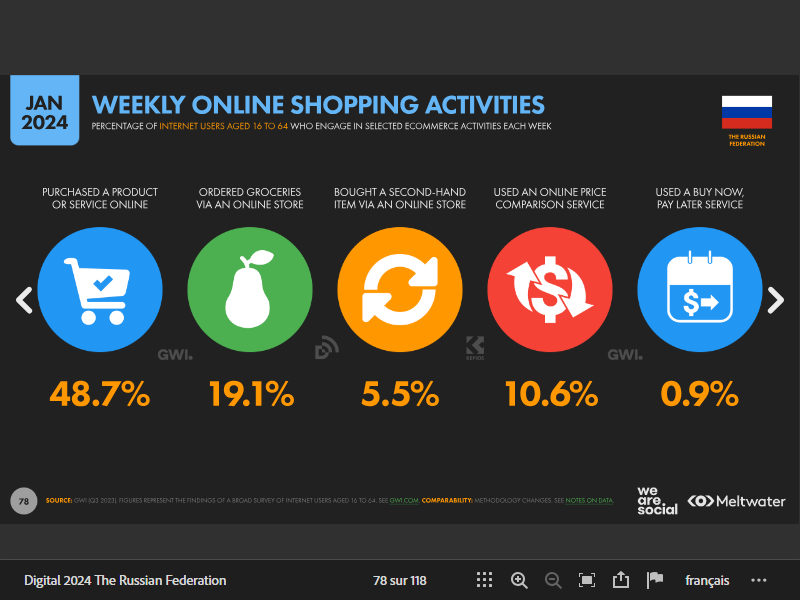 JAN
2024
WEEKLY ONLINE SHOPPING ACTIVITIES
PERCENTAGE OF INTERNET USERS AGED 16 TO 64 WHO ENGAGE IN SELECTED ECOMMERCE ACTIVITIES EACH WEEK
THE RUSSIAN
FEDERATION
PURCHASED A PRODUCT
OR SERVICE ONLINE
ORDERED GROCERIES
VIA AN ONLINE STORE
BOUGHT A SECOND-HAND
ITEM VIA AN ONLINE STORE
USED AN ONLINE PRICE
COMPARISON SERVICE
USED A BUY NOW,
PAY LATER SERVICE
$
$
GWI.
KEPIOS
GWI.
48.7%
19.1%
5.5%
10.6%
0.9%
78
SOURCE: GWI (Q3 2023). FIGURES REPRESENT THE FINDINGS OF A BROAD SURVEY OF INTERNET USERS AGED 16 TO 64. SEE GWI.COM. COMPARABILITY: METHODOLOGY CHANGES. SEE NOTES ON DATA.
we
are
social
Meltwater
Digital 2024 The Russian Federation
78 sur 118
français